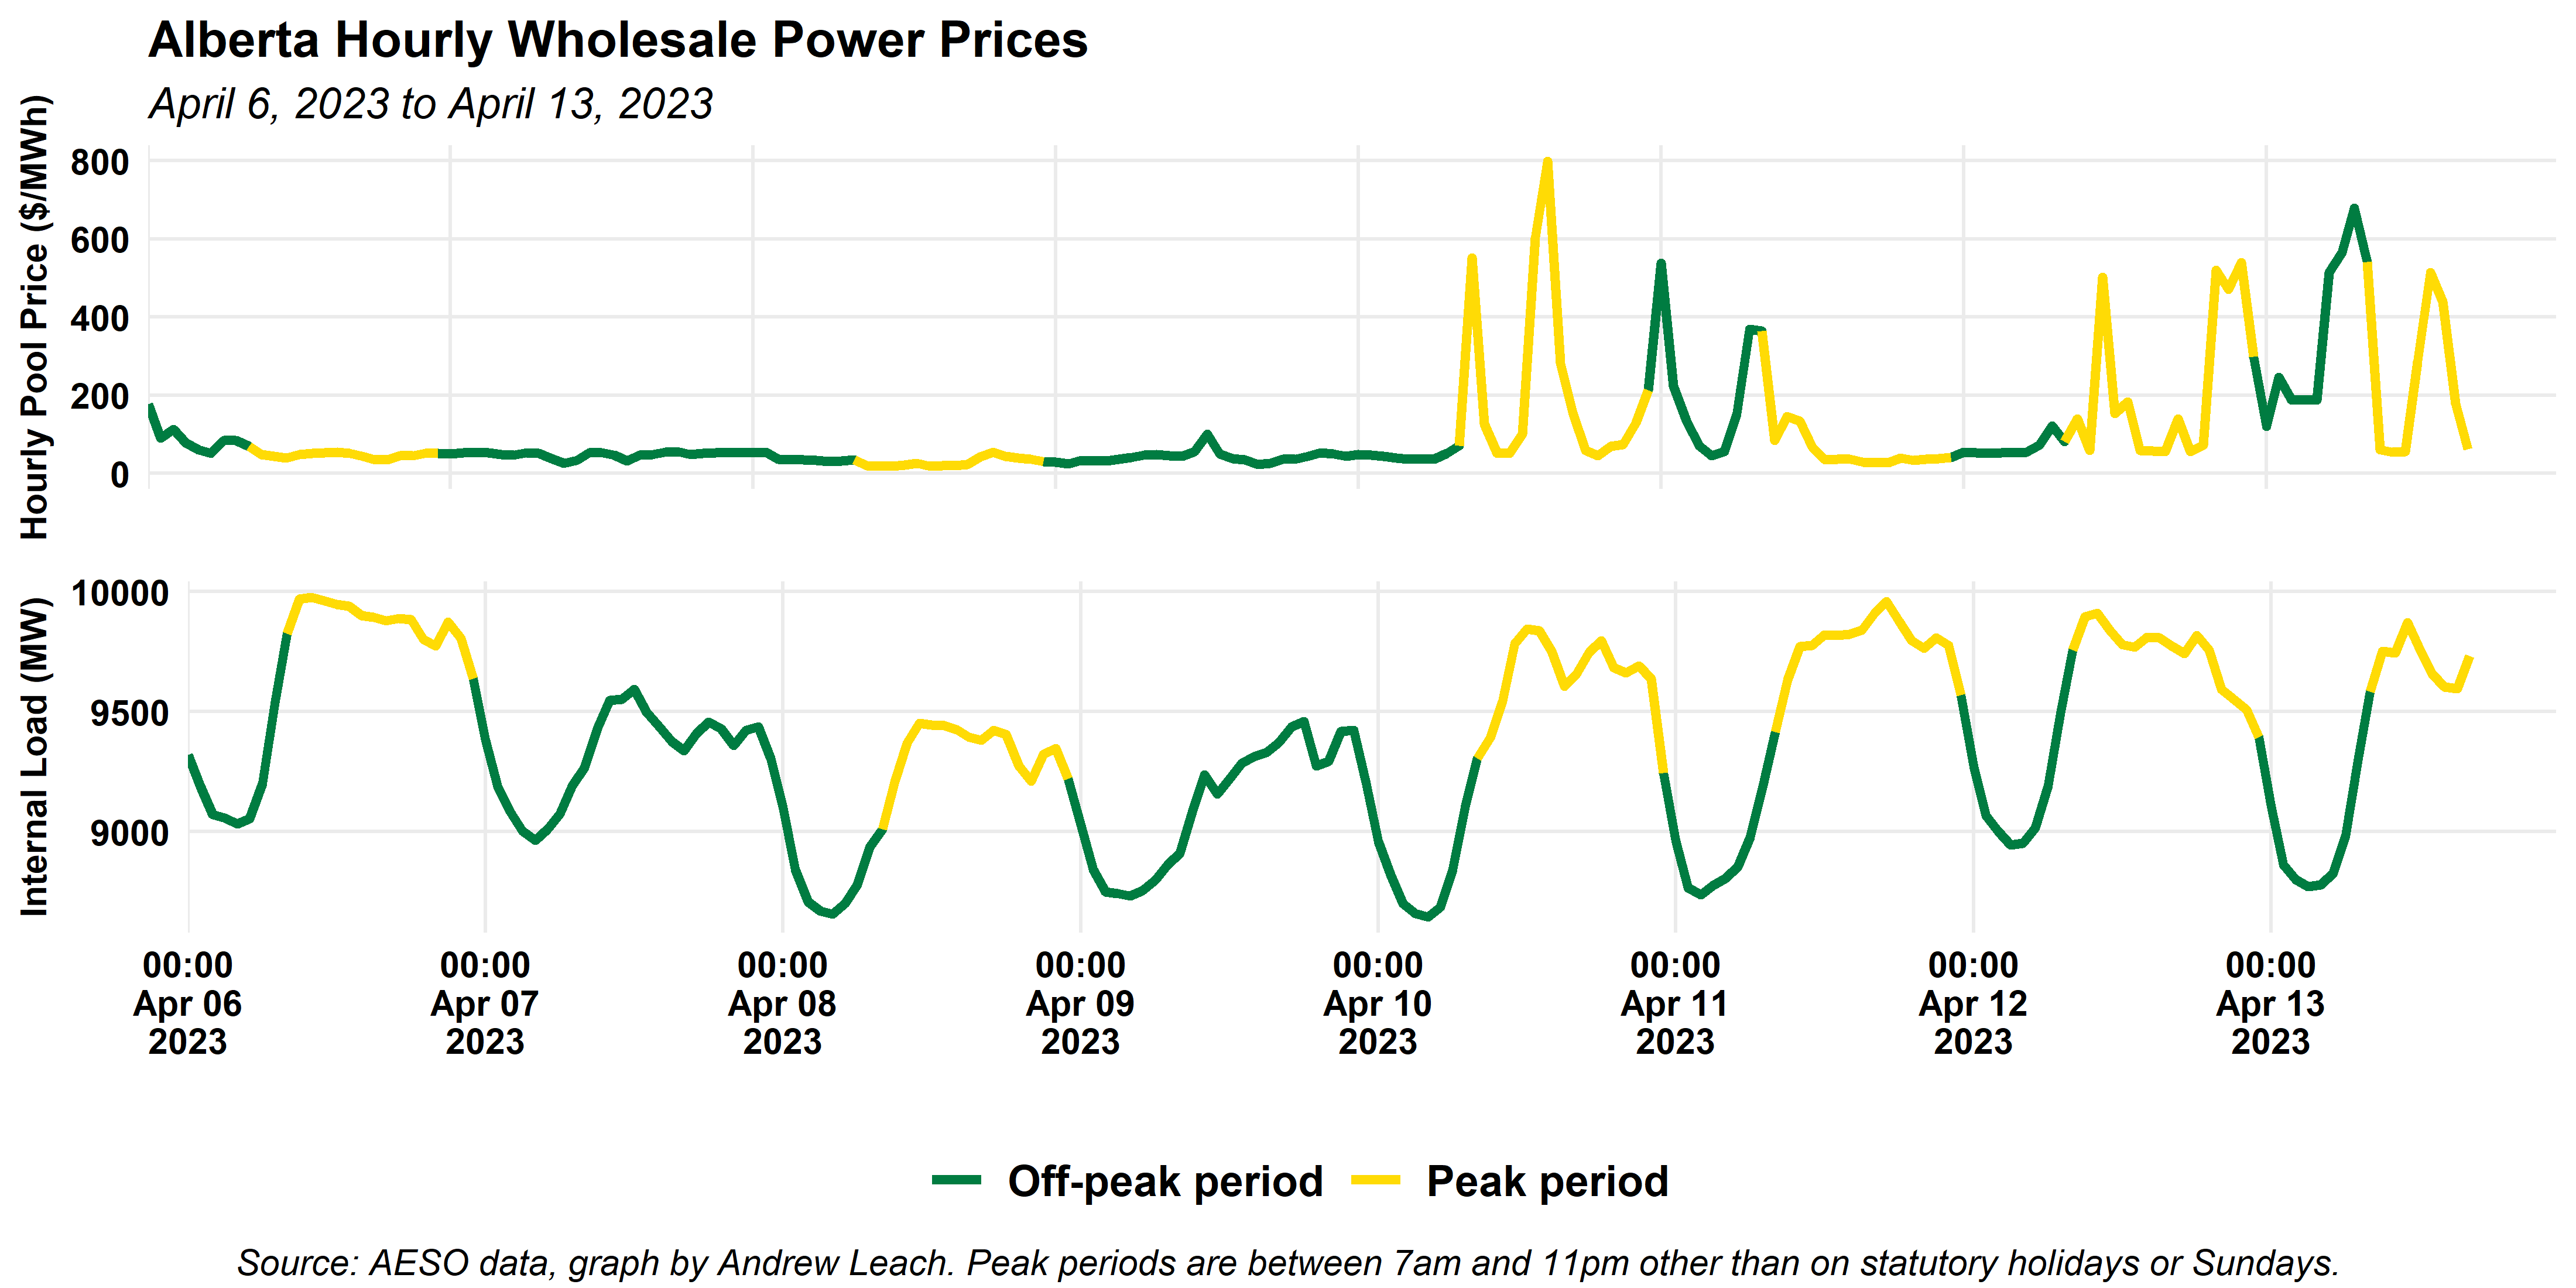 Alberta Hourly Wholesale Power Prices
April 6, 2023 to April 13, 2023
Hourly Pool Price ($/MWh)
800
600
400
200
0
Internal Load (MW)
10000
9500
9000
00:00 00:00 00:00 00:00 00:00 00:00 00:00 00:00
Apr 06 Apr 07 Apr 08 Apr 09 Apr 10 Apr 11 Apr 12 Apr 13
2023 2023 2023 2023 2023 2023 2023 2023
Off-peak period Peak period
Source: AESO data, graph by Andrew Leach. Peak periods are between 7am and 11pm other than on statutory holidays or Sundays.